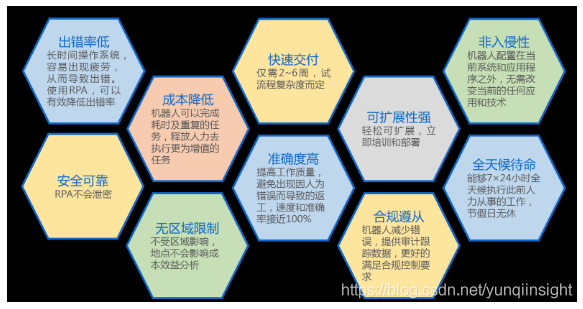 出错率低
长时间操作系统，
容易出现疲劳，
从而导致出错。
使用RPA，可以
有效降低出错率
安全可靠
RPA不会泄密
成本降低
机器人可以完成
耗时及重复的任
务，释放人力去
执行更为增值的
任务
无区域限制
不受区域影响，
地点不会影响成
本效益分析
快速交付
仅需2~6周，试
流程复杂度而定
准确度高
提高工作质量，
避免出现因人为
错误而导致的返
工，速度和准确
率接近100%
可扩展性强
轻松可扩展，立
即培训和部署
合规遵从
机器人减少错
误，提供审计跟
踪数据，更好的
满足合规控制要
求
非入侵性
机器人配置在当
前系统和应用程
序之外，无需改
变当前的任何应
用和技术
全天候待命
能够7×24小时全
天候执行此前人
力从事的工作，
节假日无休
https://blog.csdn.net/yunqiinsight